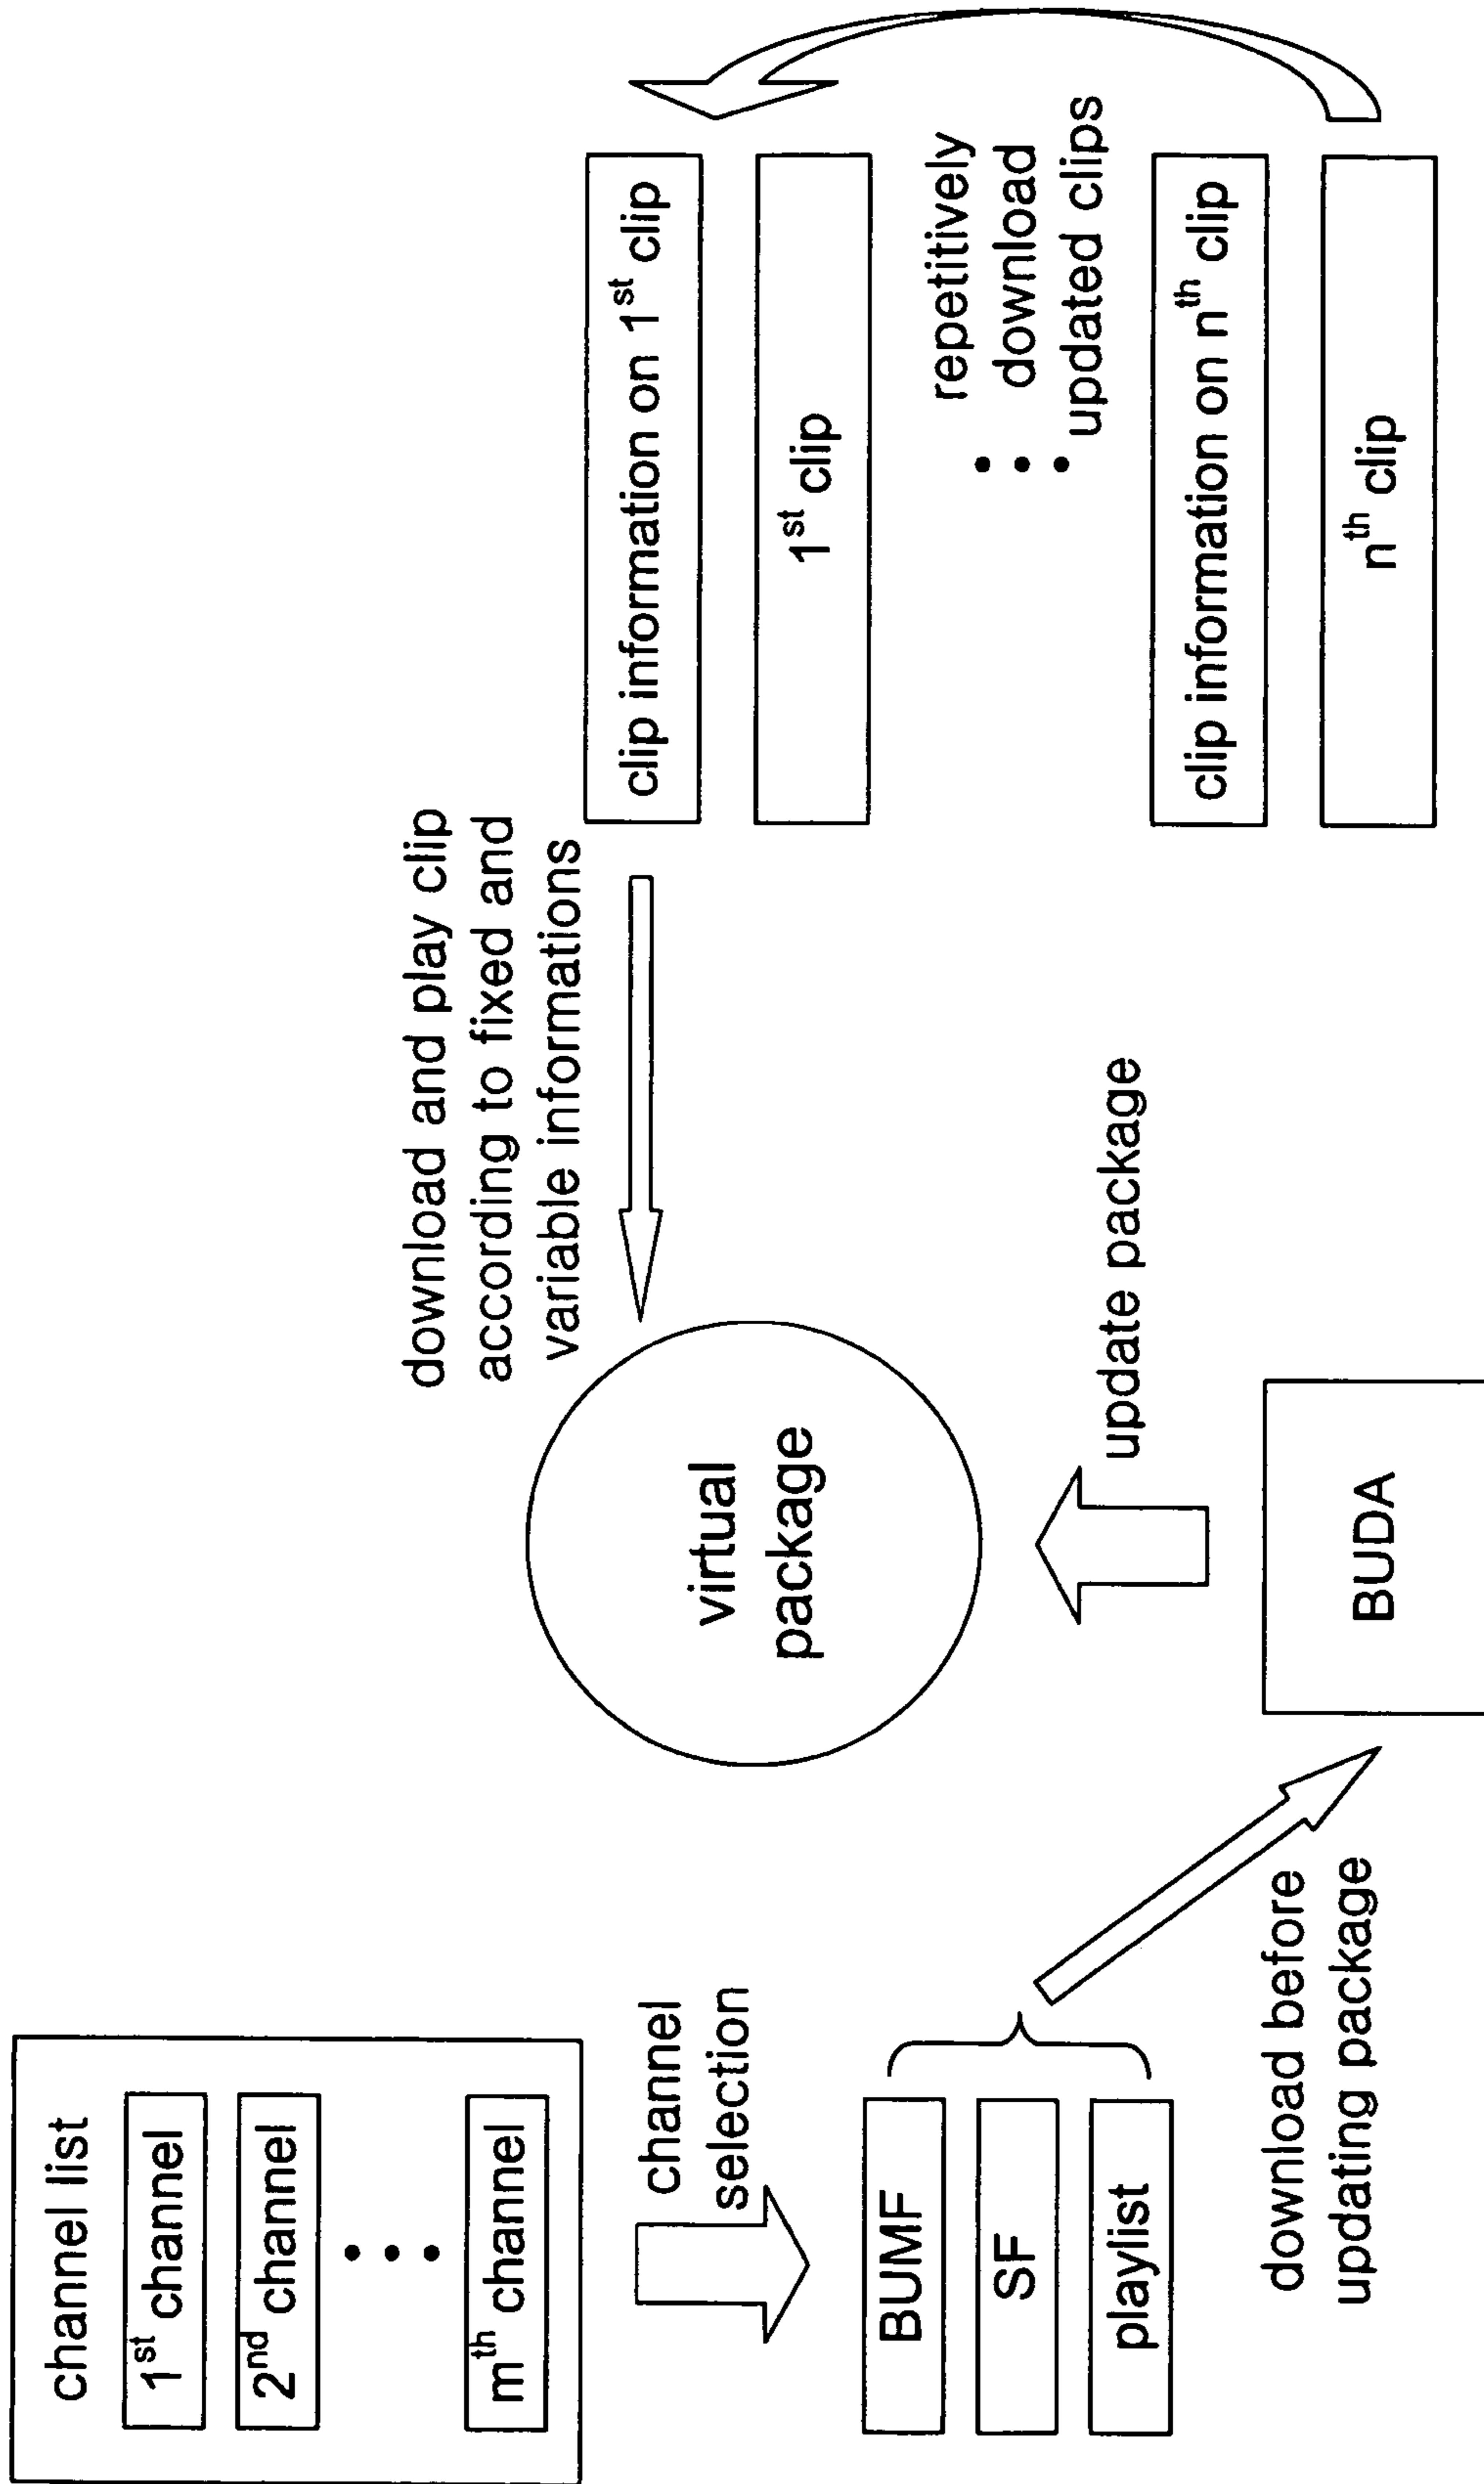 channel list
1st channel
2nd channel
mth channel
channel
selection
BUMF
SF
playlist
download before
updating package
BUDA
update package
virtual
package
download and play clip
according to fixed and
variable informations
clip information on 1st clip
1st clip
repetitively
download
updated clips
clip information on nth clip
nth clip